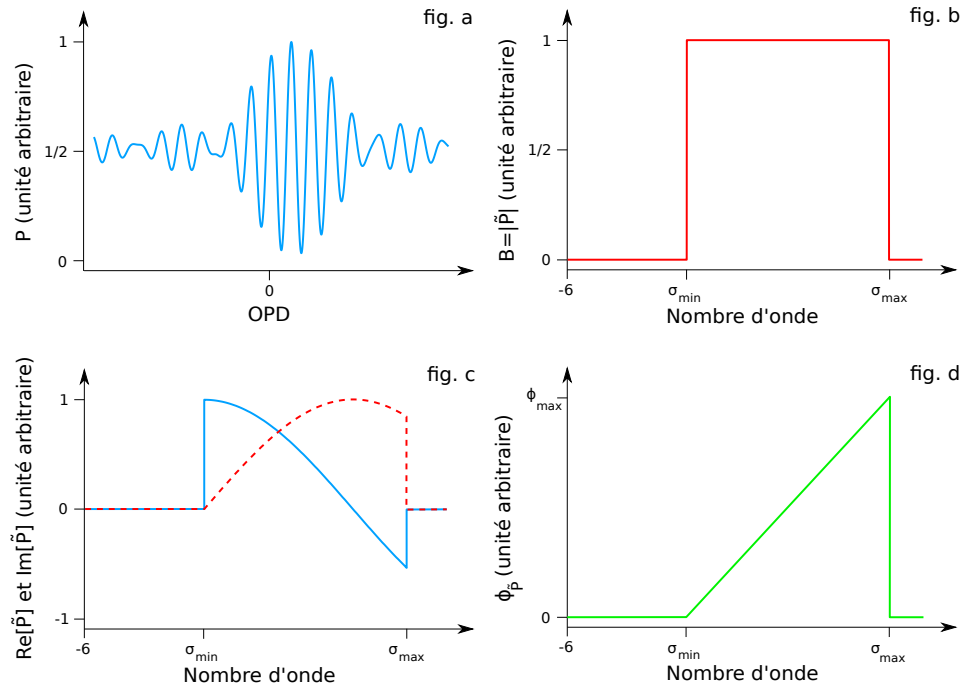 fig. a
P (unité arbitraire)
1
1/2
0
0
OPD
fig. b
B=|P̃| (unité arbitraire)
1
1/2
0
-6
σmin
σmax
Nombre d'onde
fig. c
Re[P̃] et Im[P̃] (unité arbitraire)
1
0
-1
-6
σmin
σmax
Nombre d'onde
fig. d
ϕP̃ (unité arbitraire)
ϕmax
0
-6
σmin
σmax
Nombre d'onde